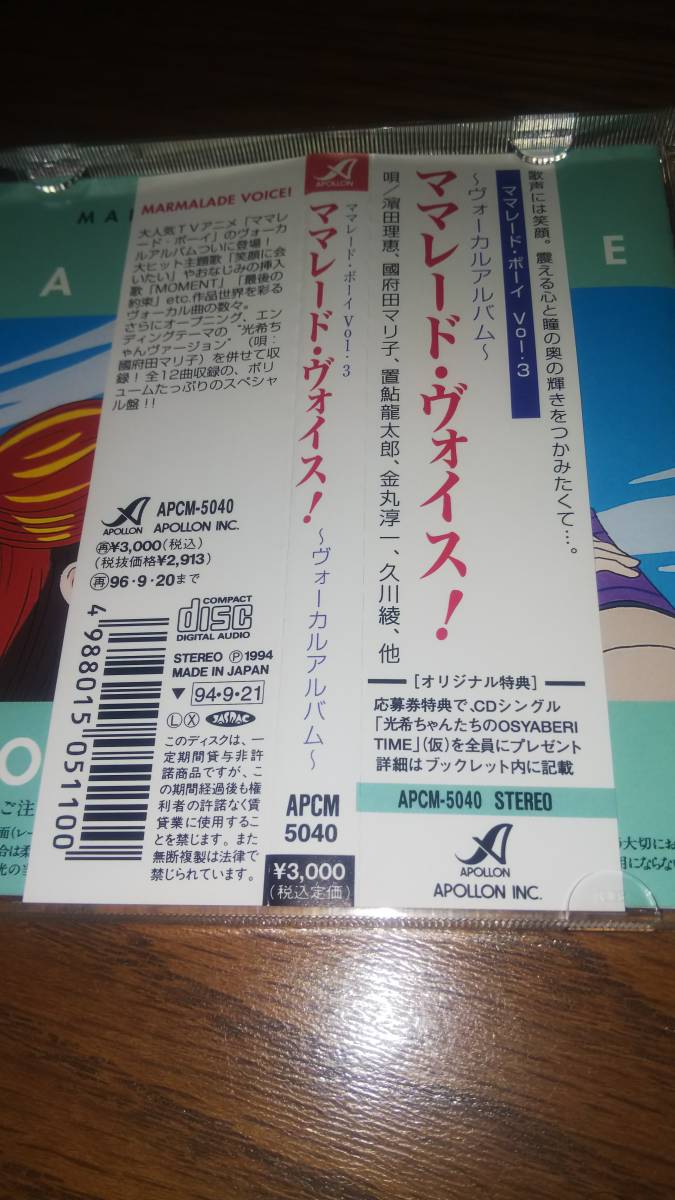 MARMALADE VOICE!
大人気TVアニメ「ママレ
ード・ボーイ」のヴォーカ
ルアルバムついに登場!
大ヒット主題歌「笑顔に会
いたい」やおなじみの挿入
歌「MOMENT」「最後の
約束」etc.作品世界を彩る
ヴォーカル曲の数々。
さらにオープニング、エン
ディングテーマの“光希ち
ゃんヴァージョン”(唄:
國府田マリ子)を併せて収
録!全12曲収録の、ボリ
ュームたっぷりのスペシャ
ル盤!!
APOLLON
APCM-5040
APOLLON INC.
再¥3,000(税込)
(税抜価格¥2,913)
再96・9・20まで
4 988015 051100
COMPACT
disc
DIGITAL AUDIO
STEREO Ⓟ1994
MADE IN JAPAN
▼94・9・21
Ⓛ Ⓧ JASRAC
このディスクは、一
定期間貸与非許
諾商品ですが、こ
の期間経過後も権
利者の許諾なく賃
貸業に使用するこ
とを禁じます。また
無断複製は法律で
禁じられています。
APOLLON
ママレード・ボーイ Vol.3
ママレード・ヴォイス!
~ヴォーカルアルバム~
APCM
5040
¥3,000
(税込定価)
歌声には笑顔。震える心と瞳の奥の輝きをつかみたくて…。
ママレード・ボーイ Vol.3
~ヴォーカルアルバム~
ママレード・ヴォイス!
唄/濱田理恵、國府田マリ子、置鮎龍太郎、金丸淳一、久川綾、他
[オリジナル特典]
応募券特典で、CDシングル
「光希ちゃんたちのOSYABERI
TIME」(仮)を全員にプレゼント
詳細はブックレット内に記載
APCM-5040 STEREO
APOLLON
APOLLON INC.
MA
A
E
O
ご注